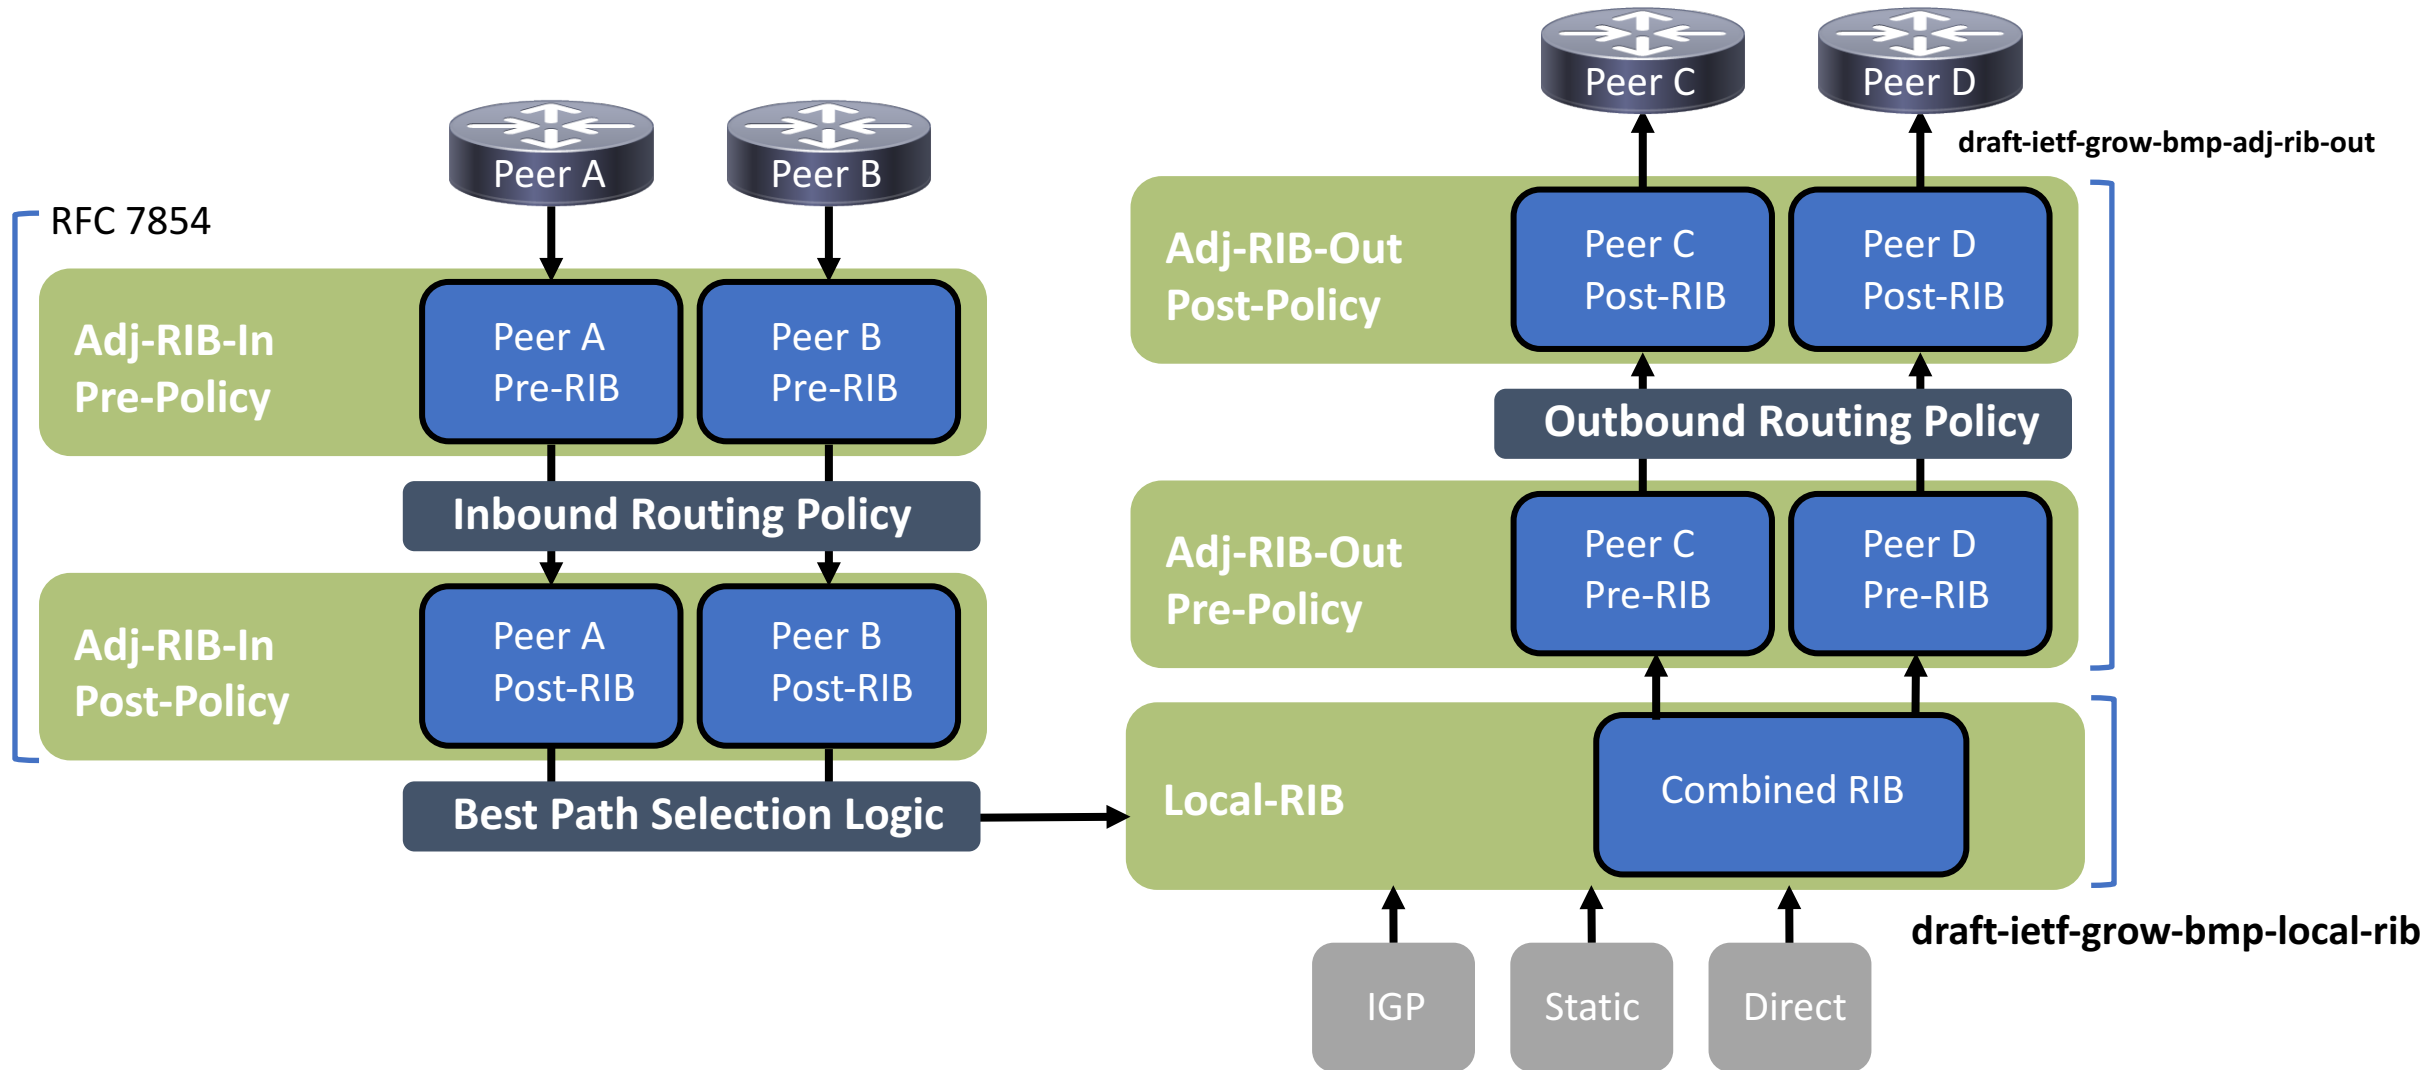 Peer A
Peer B
RFC 7854
Adj-RIB-In
Pre-Policy
Peer A
Pre-RIB
Peer B
Pre-RIB
Inbound Routing Policy
Adj-RIB-In
Post-Policy
Peer A
Post-RIB
Peer B
Post-RIB
Best Path Selection Logic
Peer C
Peer D
draft-ietf-grow-bmp-adj-rib-out
Adj-RIB-Out
Post-Policy
Peer C
Post-RIB
Peer D
Post-RIB
Outbound Routing Policy
Adj-RIB-Out
Pre-Policy
Peer C
Pre-RIB
Peer D
Pre-RIB
Local-RIB
Combined RIB
draft-ietf-grow-bmp-local-rib
IGP
Static
Direct